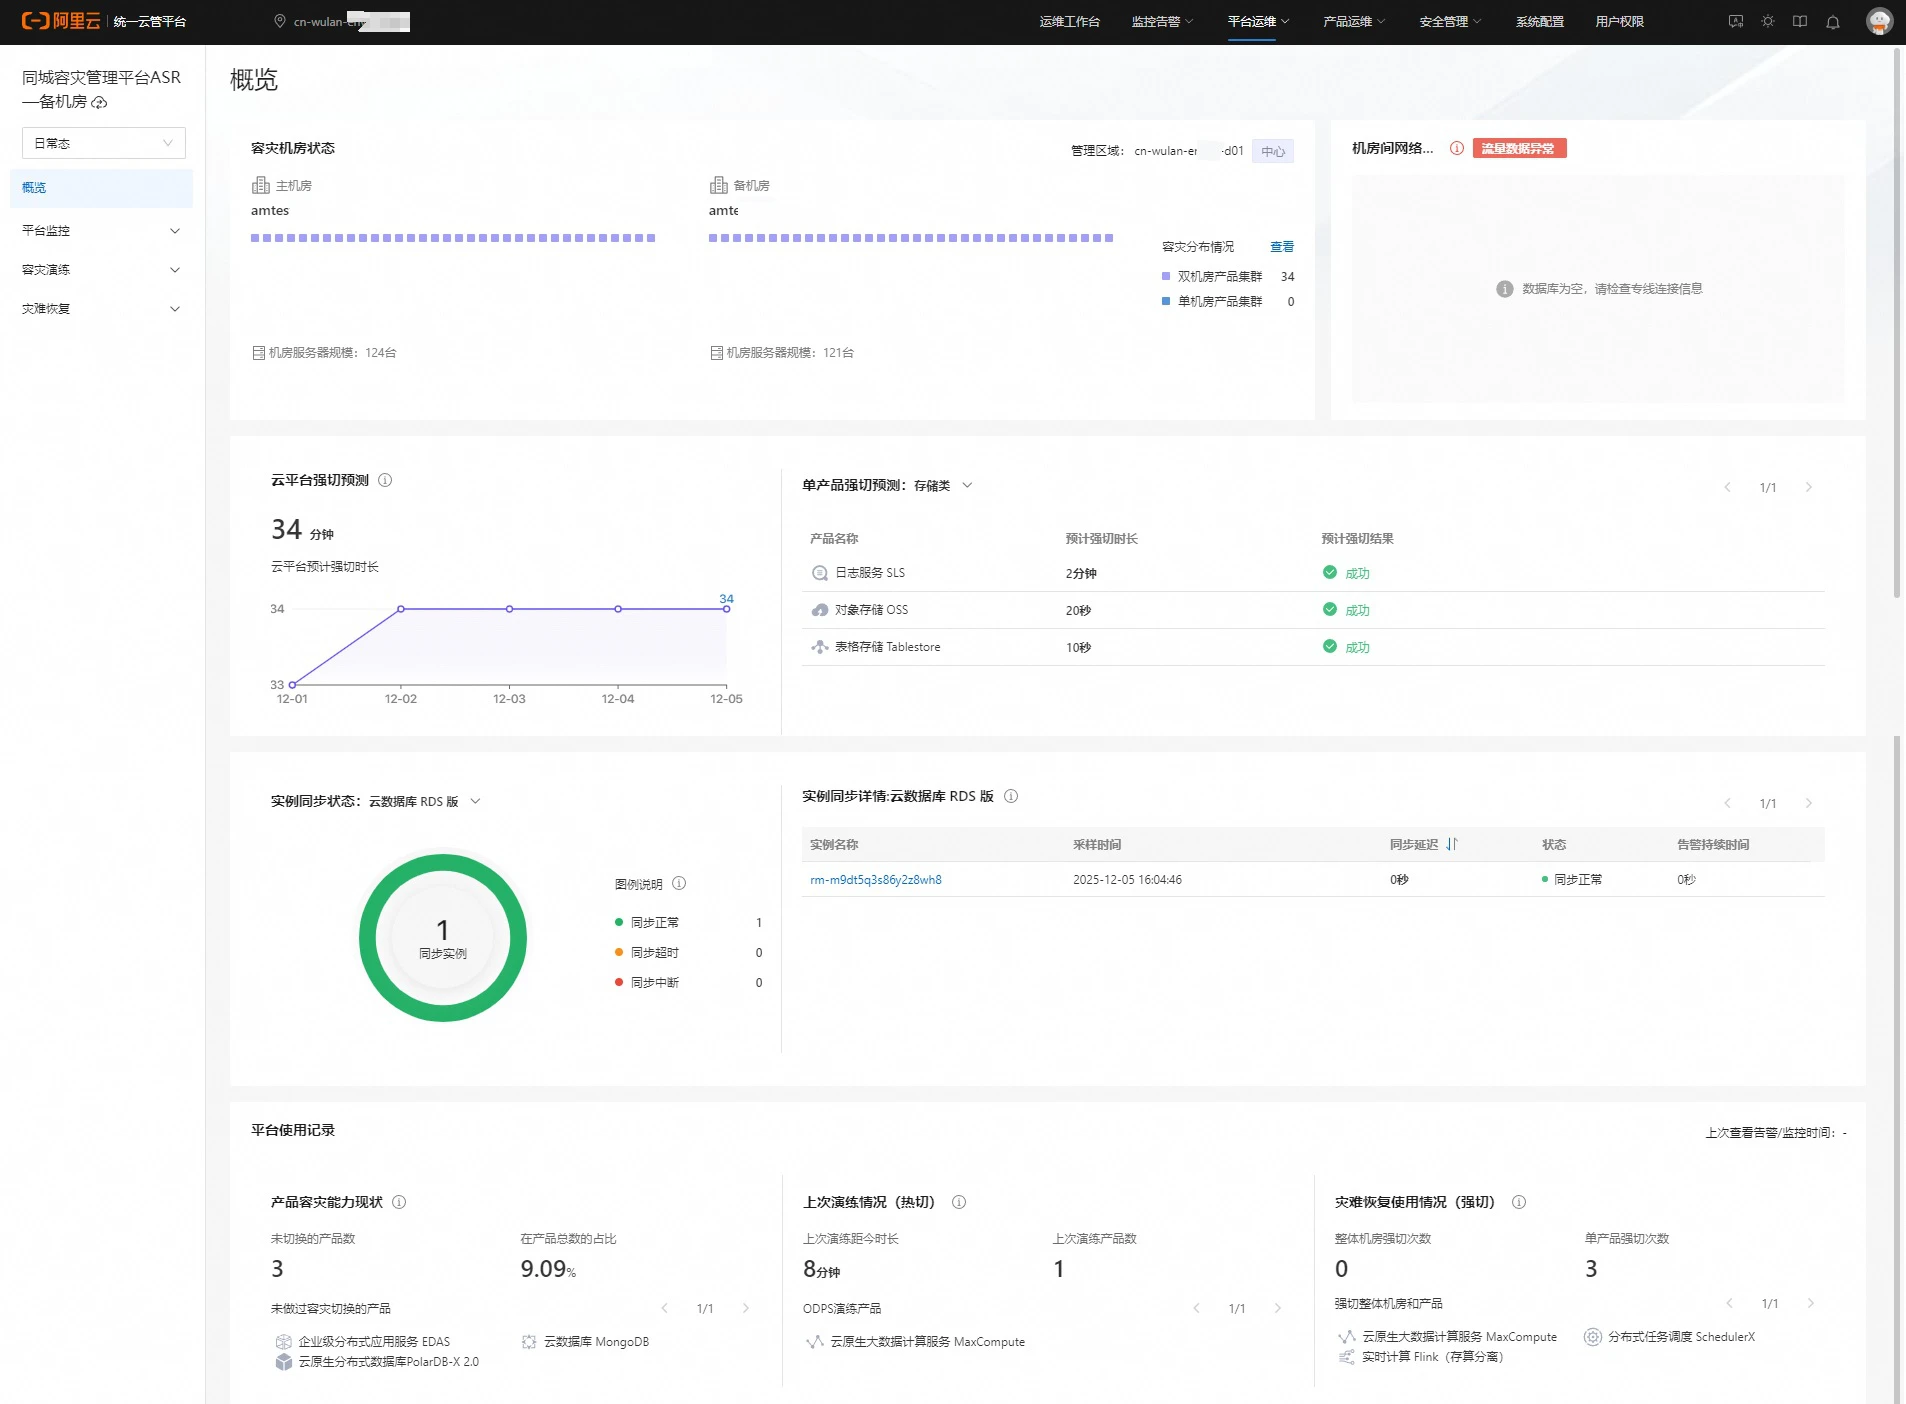 阿里云 统一云管平台
cn-wulan-
运维工作台 监控告警 平台运维 产品运维 安全管理 系统配置 用户权限
同城容灾管理平台ASR
—备机房
日常态
概览
平台监控
容灾演练
灾难恢复
概览
容灾机房状态
管理区域: cn-wulan-er -d01 中心
主机房
amtes
备机房
amte
容灾分布情况 查看
双机房产品集群 34
单机房产品集群 0
机房服务器规模: 124台
机房服务器规模: 121台
机房间网络... 流量数据异常
数据库为空，请检查专线连接信息
云平台强切预测
34 分钟
云平台预计强切时长
34
34
33
12-01 12-02 12-03 12-04 12-05
单产品强切预测: 存储类
1/1
产品名称 预计强切时长 预计强切结果
日志服务 SLS 2分钟 成功
对象存储 OSS 20秒 成功
表格存储 Tablestore 10秒 成功
实例同步状态: 云数据库 RDS 版
1
同步实例
图例说明
同步正常 1
同步超时 0
同步中断 0
实例同步详情:云数据库 RDS 版
1/1
实例名称 采样时间 同步延迟 状态 告警持续时间
rm-m9dt5q3s86y2z8wh8 2025-12-05 16:04:46 0秒 同步正常 0秒
平台使用记录
上次查看告警/监控时间: -
产品容灾能力现状
未切换的产品数 在产品总数的占比
3 9.09%
未做过容灾切换的产品 1/1
企业级分布式应用服务 EDAS 云数据库 MongoDB
云原生分布式数据库PolarDB-X 2.0
上次演练情况（热切）
上次演练距今时长 上次演练产品数
8分钟 1
ODPS演练产品 1/1
云原生大数据计算服务 MaxCompute
灾难恢复使用情况（强切）
整体机房强切次数 单产品强切次数
0 3
强切整体机房和产品 1/1
云原生大数据计算服务 MaxCompute 分布式任务调度 SchedulerX
实时计算 Flink（存算分离）